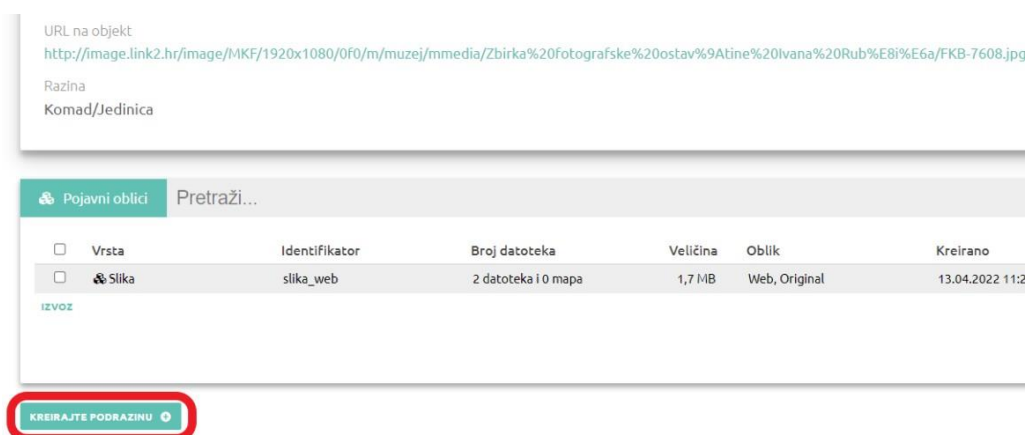 URL na objekt
http://image.link2.hr/image/MKF/1920x1080/0f0/m/muzej/mmedia/Zbirka%20fotografske%20ostav%9Atine%20Ivana%20Rub%E8i%E6a/FKB-7608.jpg
Razina
Komad/Jedinica
Pojavni oblici Pretraži...
Vrsta Identifikator Broj datoteka Veličina Oblik Kreirano
Slika slika_web 2 datoteka i 0 mapa 1,7 MB Web, Original 13.04.2022 11:2
IZVOZ
KREIRAJTE PODRAZINU